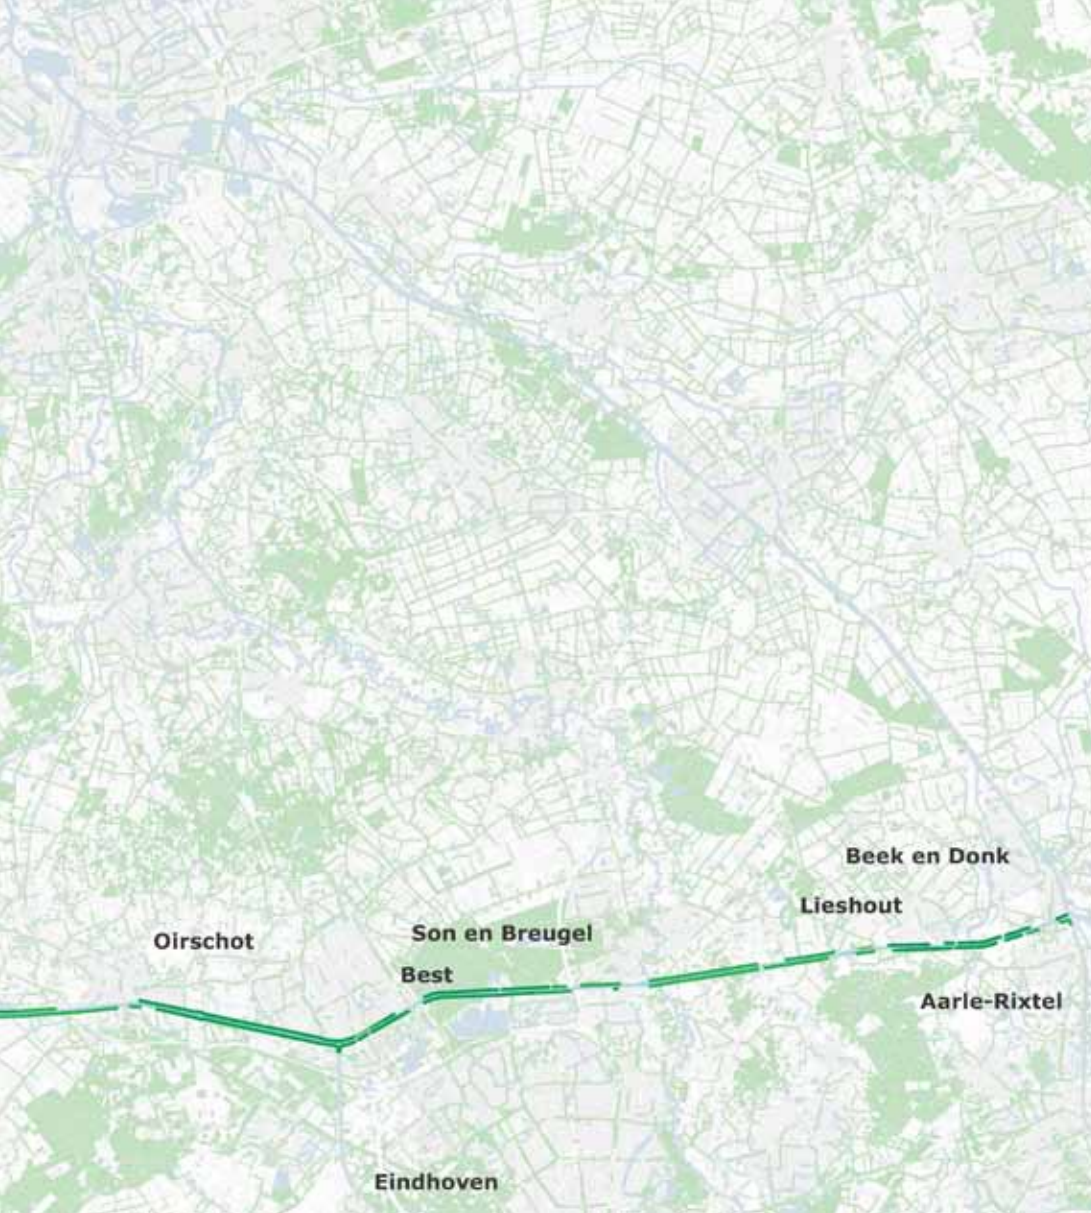 Beek en Donk
Lieshout
Son en Breugel
Oirschot
Best
Aarle-Rixtel
Eindhoven